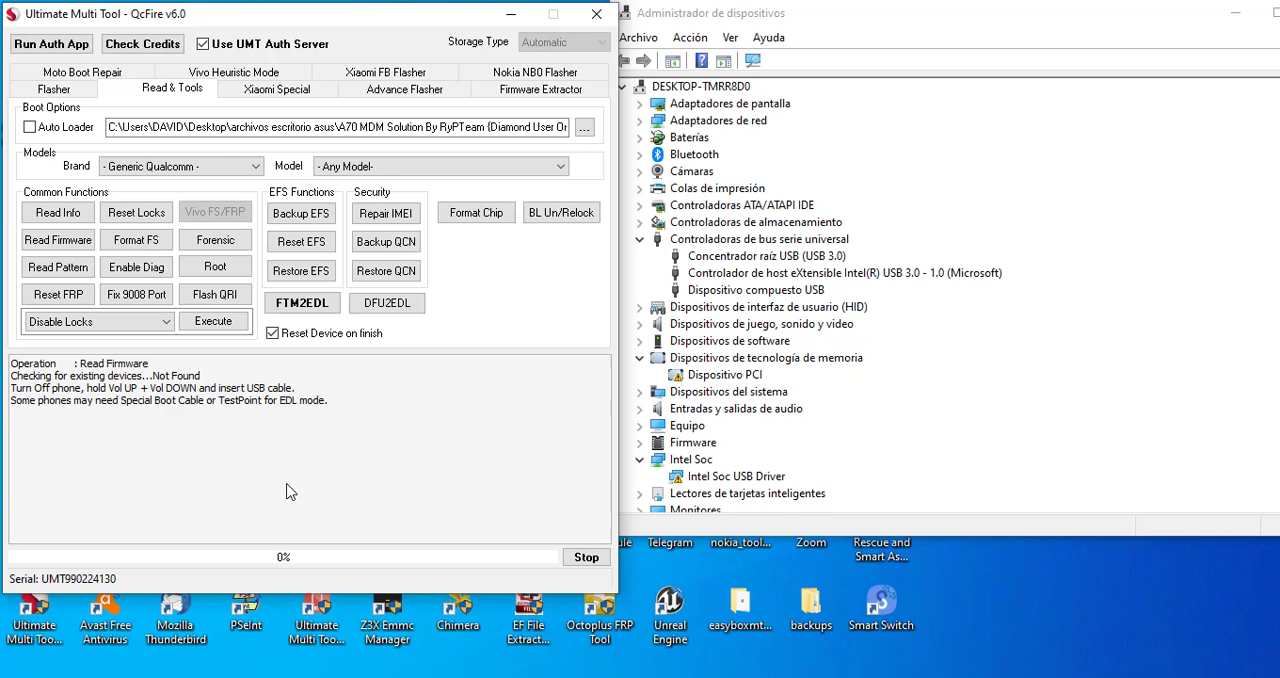 Ultimate Multi Tool - QcFire v6.0
Run Auth App
Check Credits
Use UMT Auth Server
Storage Type
Automatic
Moto Boot Repair
Vivo Heuristic Mode
Xiaomi FB Flasher
Nokia NB0 Flasher
Flasher
Read & Tools
Xiaomi Special
Advance Flasher
Firmware Extractor
Boot Options
Auto Loader
C:\Users\DAVID\Desktop\archivos escritorio asus\A70 MDM Solution By RyPTeam {Diamond User Or
...
Models
Brand
- Generic Qualcomm -
Model
- Any Model-
Common Functions
EFS Functions
Security
Read Info
Reset Locks
Vivo FS/FRP
Backup EFS
Repair IMEI
Format Chip
BL Un/Relock
Read Firmware
Format FS
Forensic
Reset EFS
Backup QCN
Read Pattern
Enable Diag
Root
Restore EFS
Restore QCN
Reset FRP
Fix 9008 Port
Flash QRI
FTM2EDL
DFU2EDL
Disable Locks
Execute
Reset Device on finish
Operation : Read Firmware
Checking for existing devices...Not Found
Turn Off phone, hold Vol UP + Vol DOWN and insert USB cable.
Some phones may need Special Boot Cable or TestPoint for EDL mode.
0%
Stop
Serial: UMT990224130
Administrador de dispositivos
Archivo
Acción
Ver
Ayuda
DESKTOP-TMRR8D0
Adaptadores de pantalla
Adaptadores de red
Baterías
Bluetooth
Cámaras
Colas de impresión
Controladoras ATA/ATAPI IDE
Controladoras de almacenamiento
Controladoras de bus serie universal
Concentrador raíz USB (USB 3.0)
Controlador de host eXtensible Intel(R) USB 3.0 - 1.0 (Microsoft)
Dispositivo compuesto USB
Dispositivos de interfaz de usuario (HID)
Dispositivos de juego, sonido y video
Dispositivos de software
Dispositivos de tecnología de memoria
Dispositivo PCI
Dispositivos del sistema
Entradas y salidas de audio
Equipo
Firmware
Intel Soc
Intel Soc USB Driver
Lectores de tarjetas inteligentes
Monitores
Telegram
nokia_tool...
Zoom
Rescue and
Smart As...
Ultimate
Multi Too...
Avast Free
Antivirus
Mozilla
Thunderbird
PSeInt
Ultimate
Multi Too...
Z3X Emmc
Manager
Chimera
EF File
Extract...
Octoplus FRP
Tool
Unreal
Engine
easyboxmt...
backups
Smart Switch